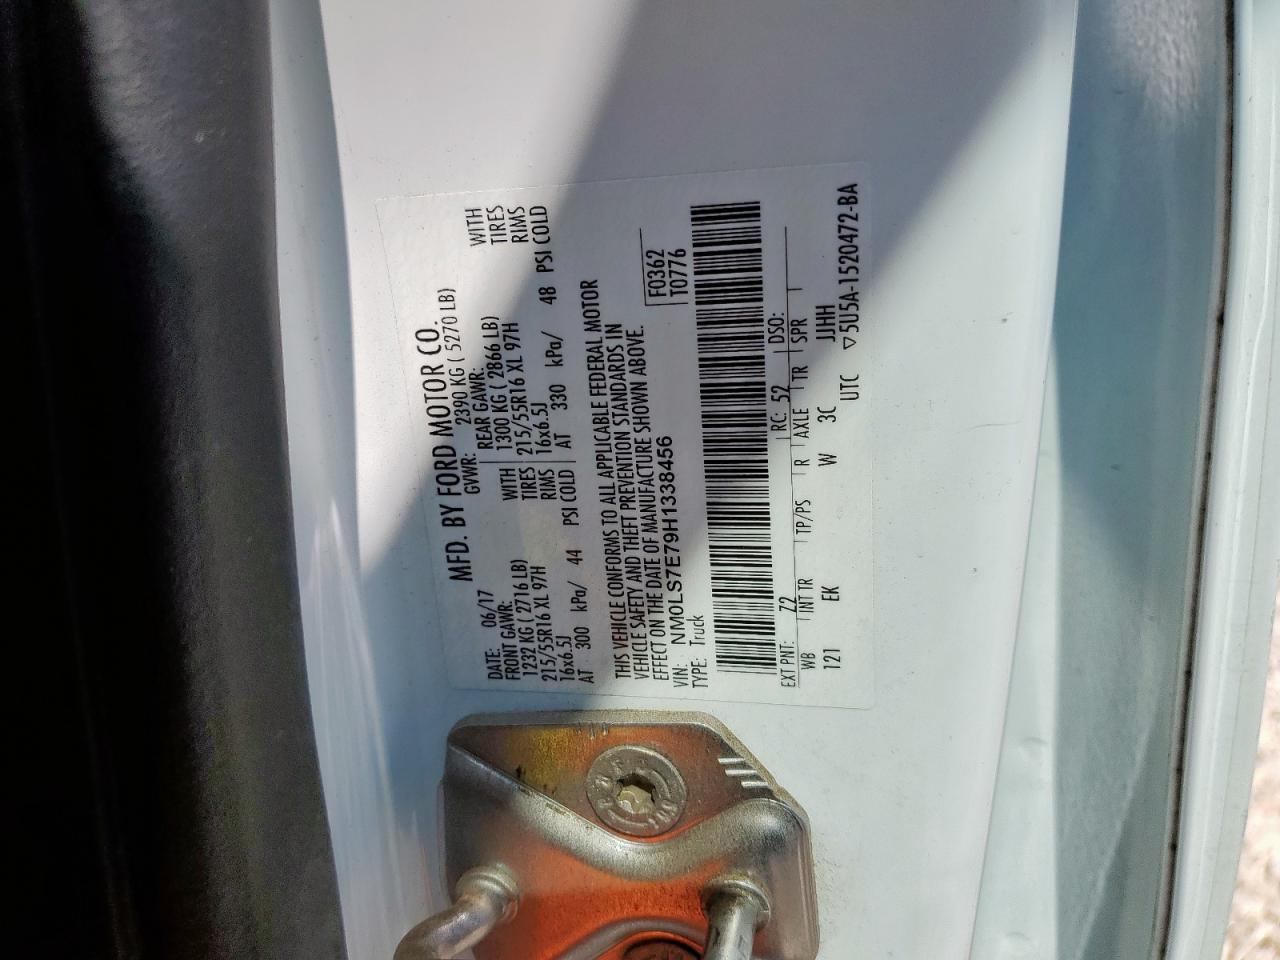 MFD. BY FORD MOTOR CO.
DATE: 06/17 GVWR: 2390 KG ( 5270 LB)
FRONT GAWR: REAR GAWR:
1232 KG ( 2716 LB) WITH 1300 KG ( 2866 LB) WITH
215/55R16 XL 97H TIRES 215/55R16 XL 97H TIRES
16x6.5J RIMS 16x6.5J RIMS
AT 300 kPa/ 44 PSI COLD AT 330 kPa/ 48 PSI COLD
THIS VEHICLE CONFORMS TO ALL APPLICABLE FEDERAL MOTOR
VEHICLE SAFETY AND THEFT PREVENTION STANDARDS IN
EFFECT ON THE DATE OF MANUFACTURE SHOWN ABOVE.
VIN: NM0LS7E79H1338456 F0362
TYPE: Truck T0776
EXT PNT: Z2 RC: 52 DSO:
WB INT TR TP/PS R AXLE TR SPR
121 EK W 3C JJHH
UTC ▽5U5A-1520472-BA
100